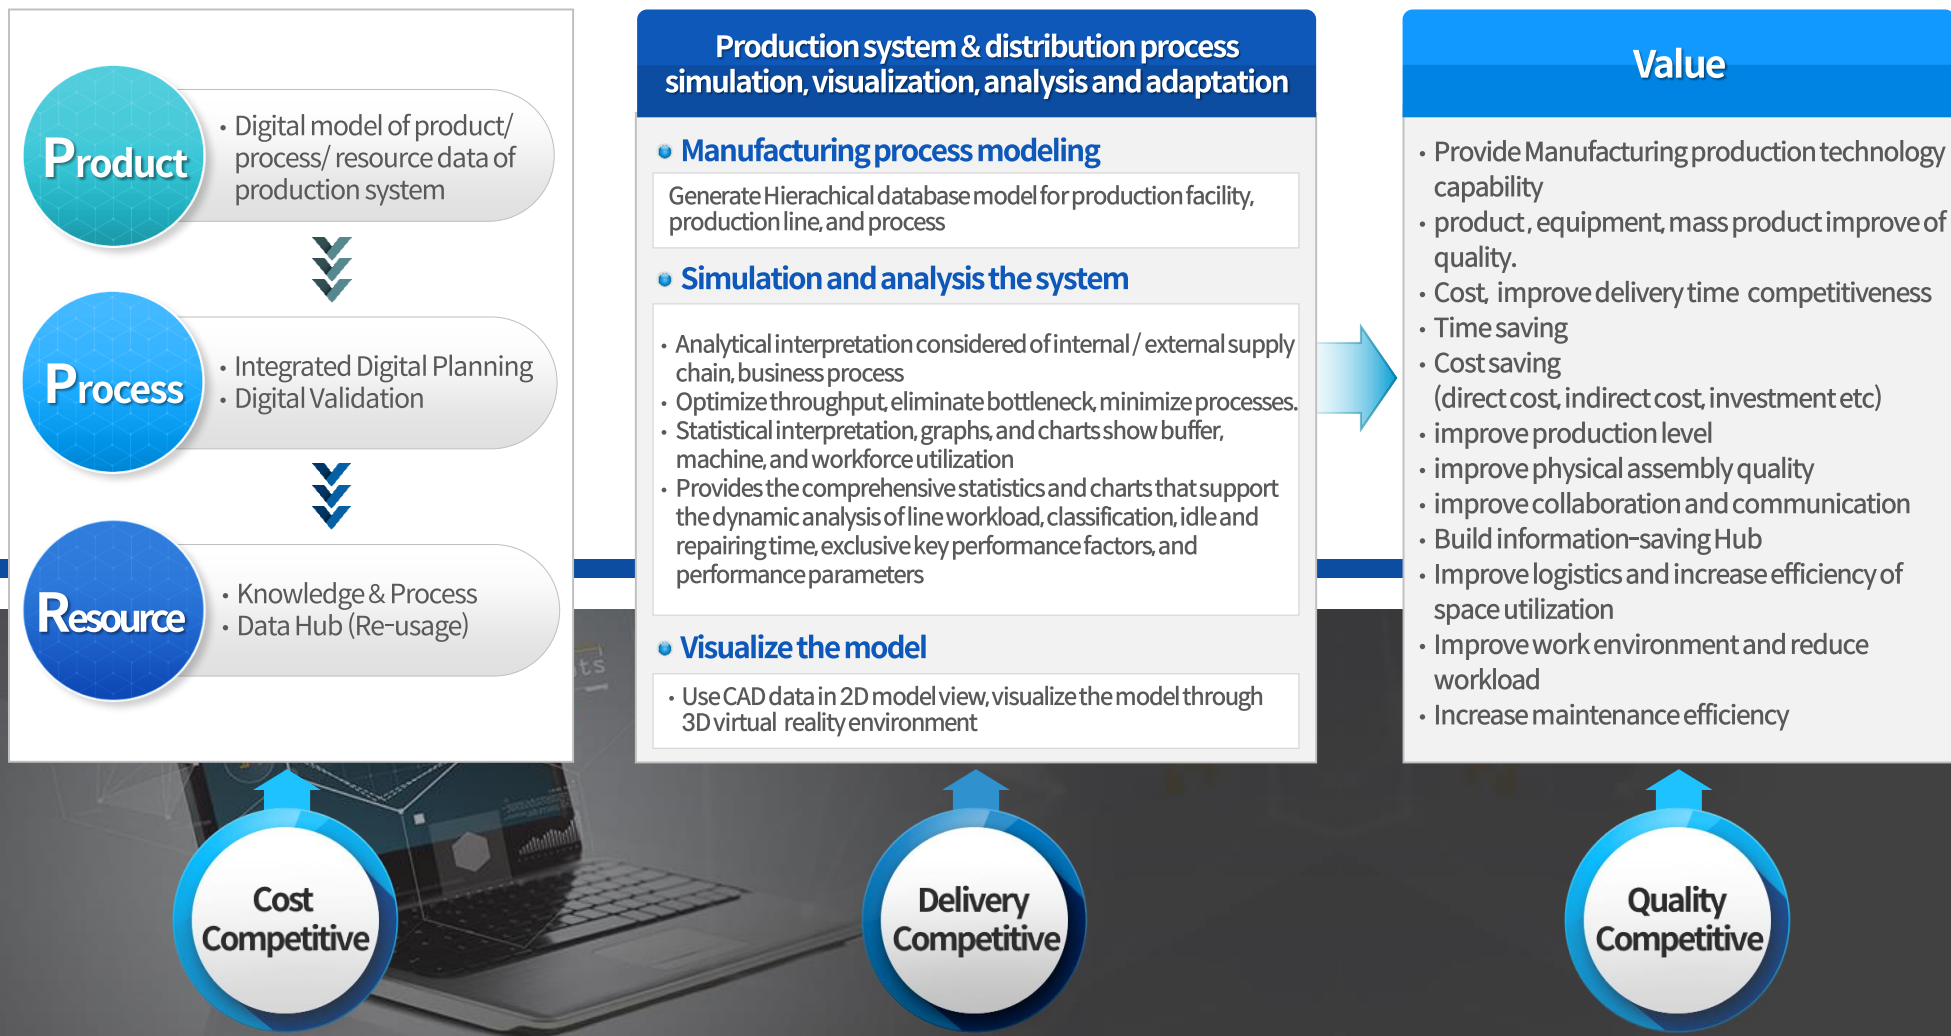 Product
• Digital model of product/
process/ resource data of
production system
Process
• Integrated Digital Planning
• Digital Validation
Resource
• Knowledge & Process
• Data Hub (Re-usage)
Production system & distribution process
simulation, visualization, analysis and adaptation
Manufacturing process modeling
Generate Hierachical database model for production facility,
production line, and process
Simulation and analysis the system
• Analytical interpretation considered of internal / external supply
chain, business process
• Optimize throughput, eliminate bottleneck, minimize processes.
• Statistical interpretation, graphs, and charts show buffer,
machine, and workforce utilization
• Provides the comprehensive statistics and charts that support
the dynamic analysis of line workload, classification, idle and
repairing time, exclusive key performance factors, and
performance parameters
Visualize the model
• Use CAD data in 2D model view, visualize the model through
3D virtual reality environment
Value
• Provide Manufacturing production technology
capability
• product, equipment, mass product improve of
quality.
• Cost, improve delivery time competitiveness
• Time saving
• Cost saving
(direct cost, indirect cost, investment etc)
• improve production level
• improve physical assembly quality
• improve collaboration and communication
• Build information-saving Hub
• Improve logistics and increase efficiency of
space utilization
• Improve work environment and reduce
workload
• Increase maintenance efficiency
Cost
Competitive
Delivery
Competitive
Quality
Competitive